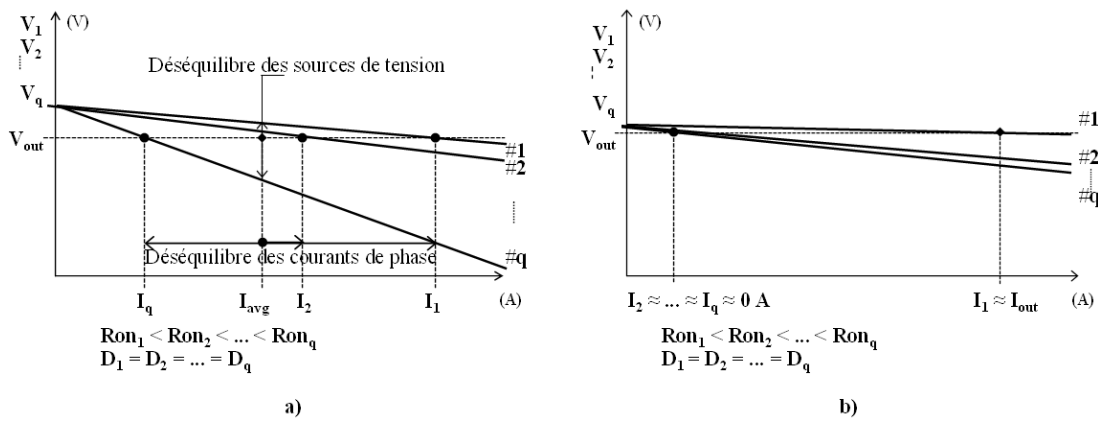 V1 (V)
V2
Déséquilibre des sources de tension
Vq
Vout
#1
#2
#q
Déséquilibre des courants de phase
Iq Iavg I2 I1 (A)
Ron1 < Ron2 < ... < Ronq
D1 = D2 = ... = Dq
a)
V1 (V)
V2
Vq
Vout
#1
#2
#q
I2 ≈ ... ≈ Iq ≈ 0 A I1 ≈ Iout (A)
Ron1 < Ron2 < ... < Ronq
D1 = D2 = ... = Dq
b)